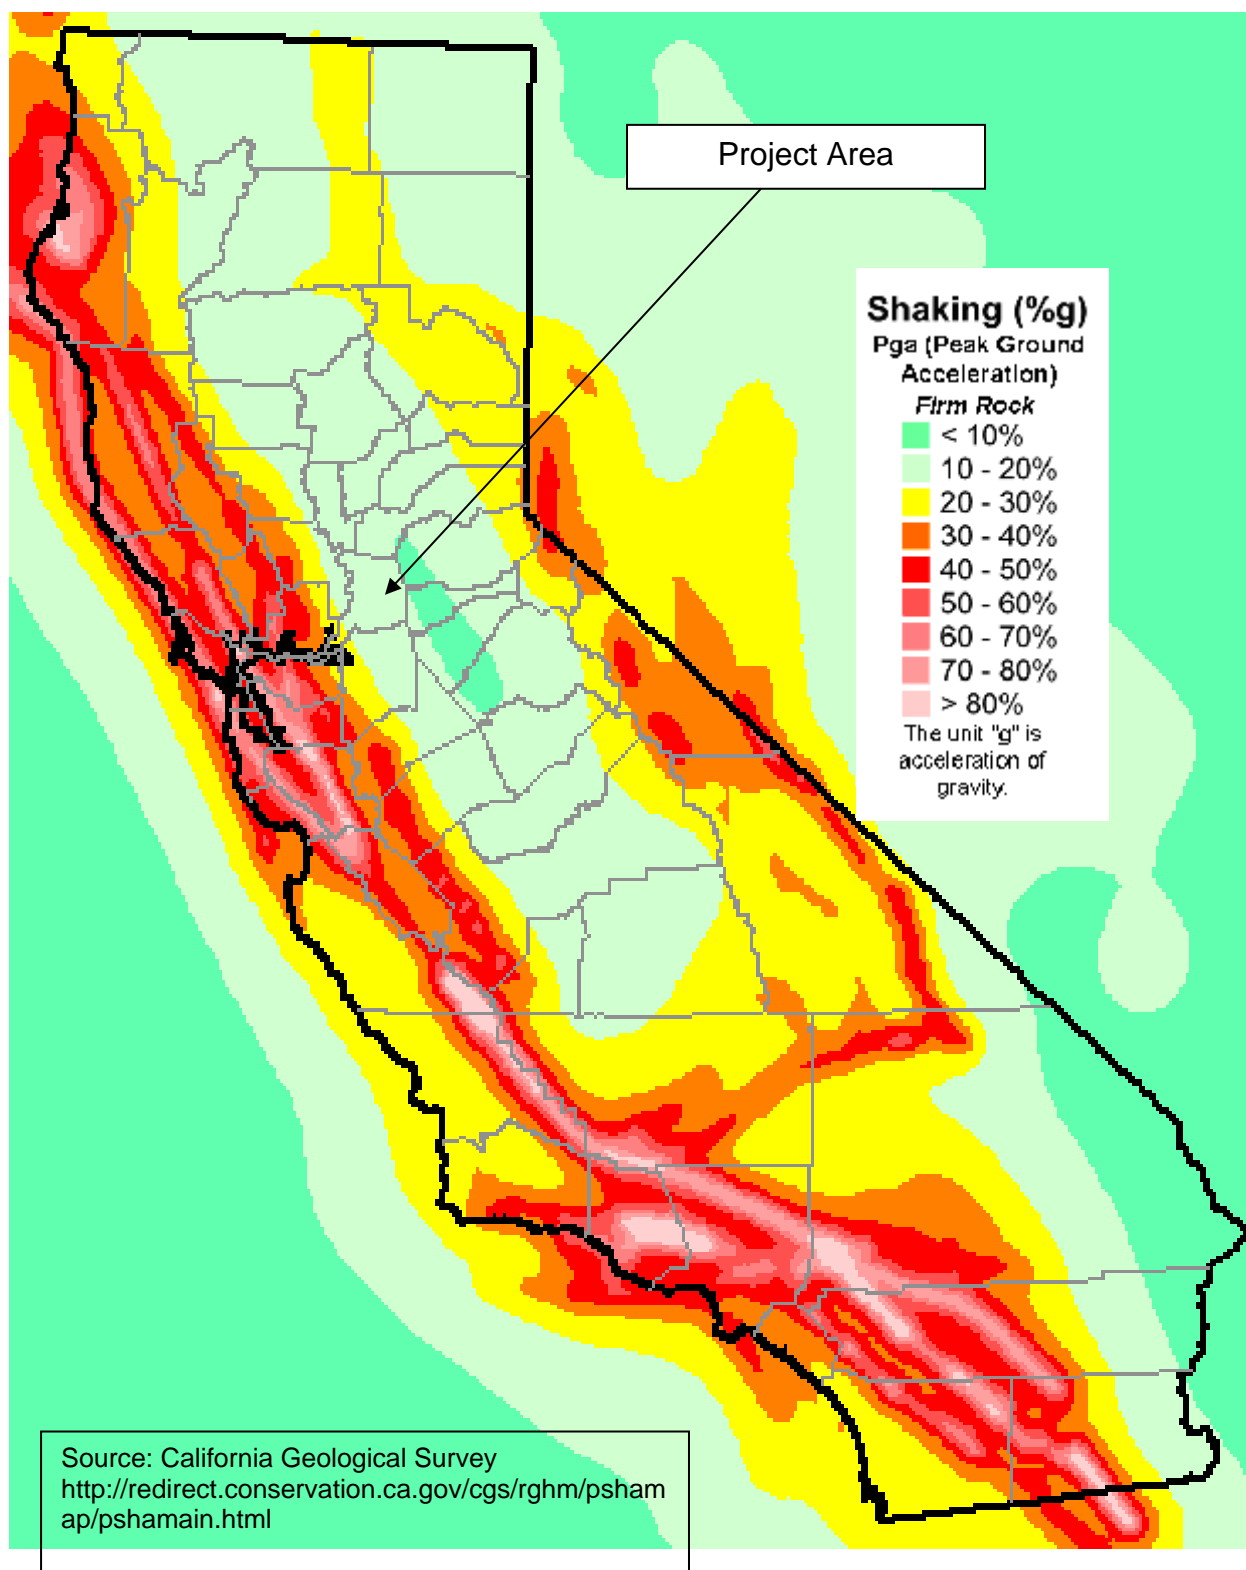 Project Area
Shaking (%g)
Pga (Peak Ground
Acceleration)
Firm Rock
< 10%
10 - 20%
20 - 30%
30 - 40%
40 - 50%
50 - 60%
60 - 70%
70 - 80%
> 80%
The unit "g" is
acceleration of
gravity.
Source: California Geological Survey
http://redirect.conservation.ca.gov/cgs/rghm/psham
ap/pshamain.html